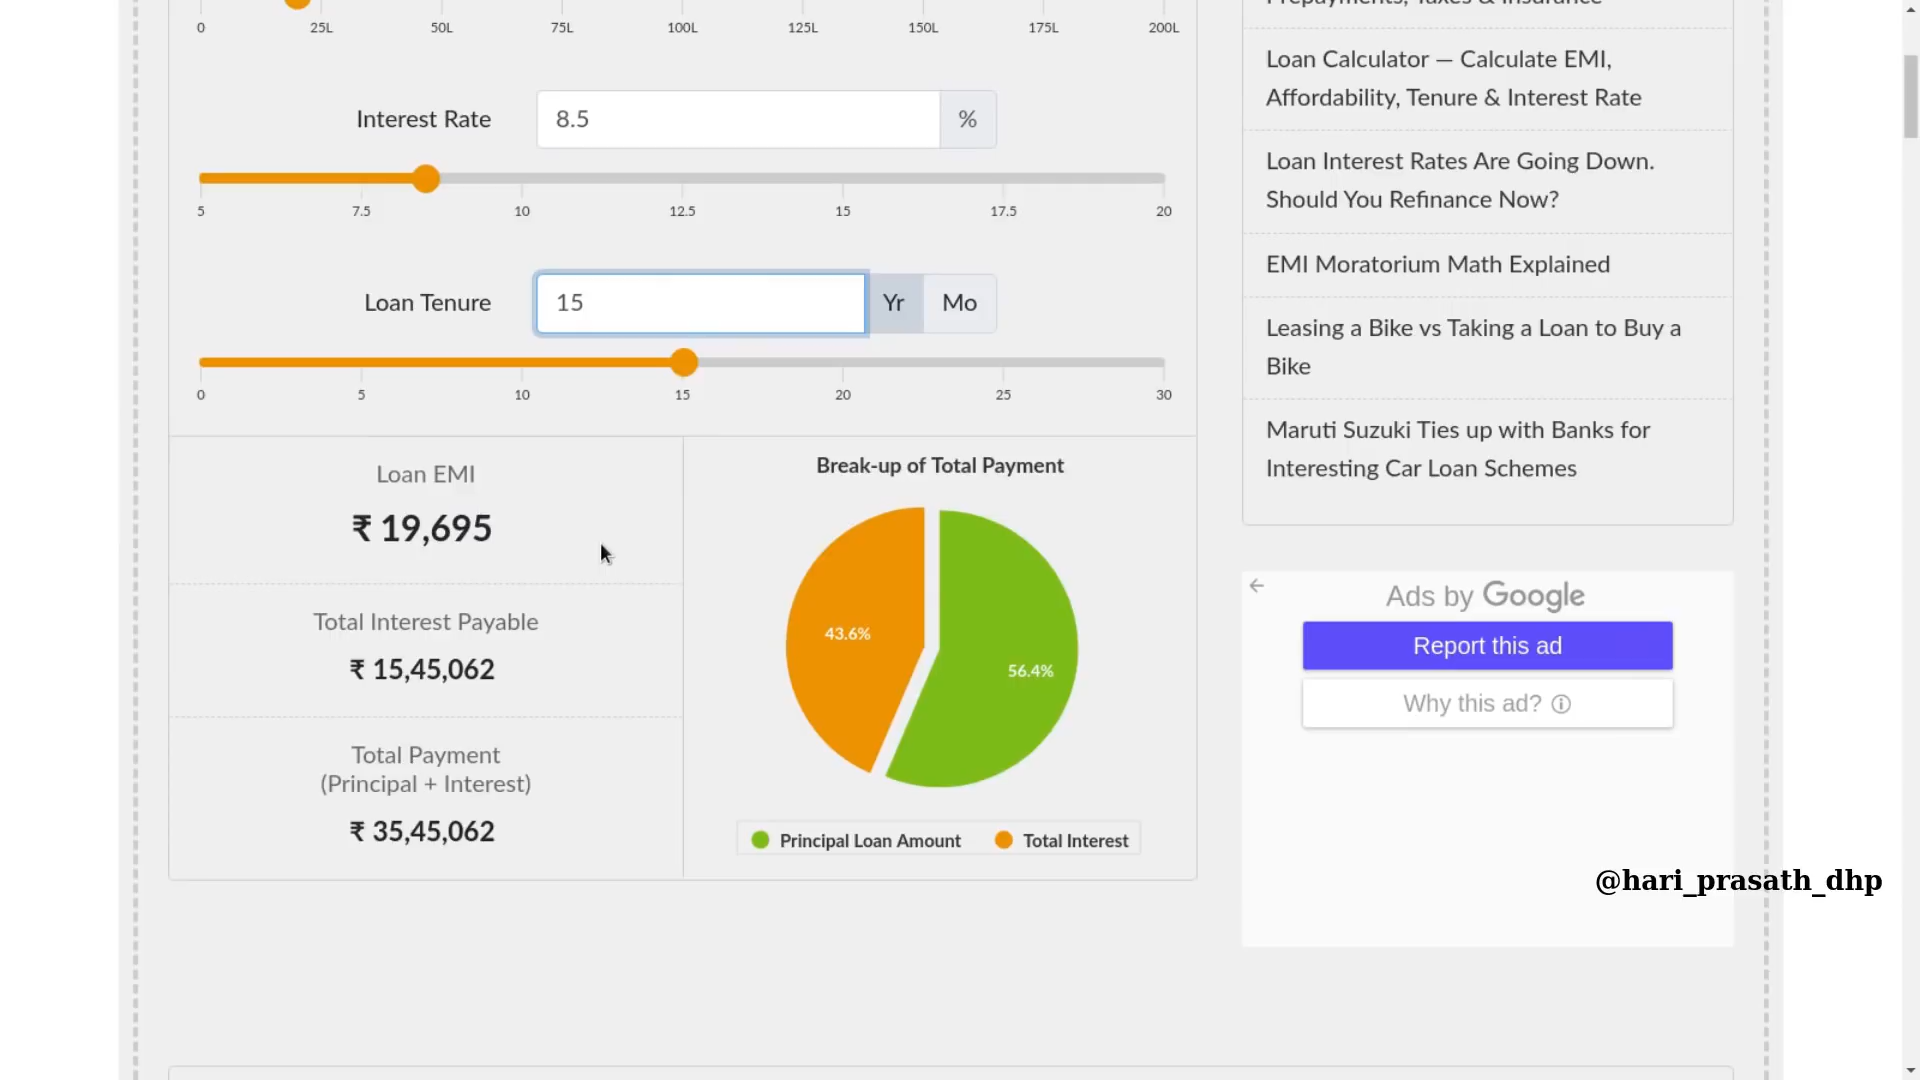 0 25L 50L 75L 100L 125L 150L 175L 200L
Interest Rate 8.5 %
5 7.5 10 12.5 15 17.5 20
Loan Tenure 15 Yr Mo
0 5 10 15 20 25 30
Loan EMI
₹ 19,695
Total Interest Payable
₹ 15,45,062
Total Payment
(Principal + Interest)
₹ 35,45,062
Break-up of Total Payment
43.6%
56.4%
Principal Loan Amount Total Interest
Prepayments, Taxes & Insurance
Loan Calculator — Calculate EMI,
Affordability, Tenure & Interest Rate
Loan Interest Rates Are Going Down.
Should You Refinance Now?
EMI Moratorium Math Explained
Leasing a Bike vs Taking a Loan to Buy a
Bike
Maruti Suzuki Ties up with Banks for
Interesting Car Loan Schemes
Ads by Google
Report this ad
Why this ad?
@hari_prasath_dhp